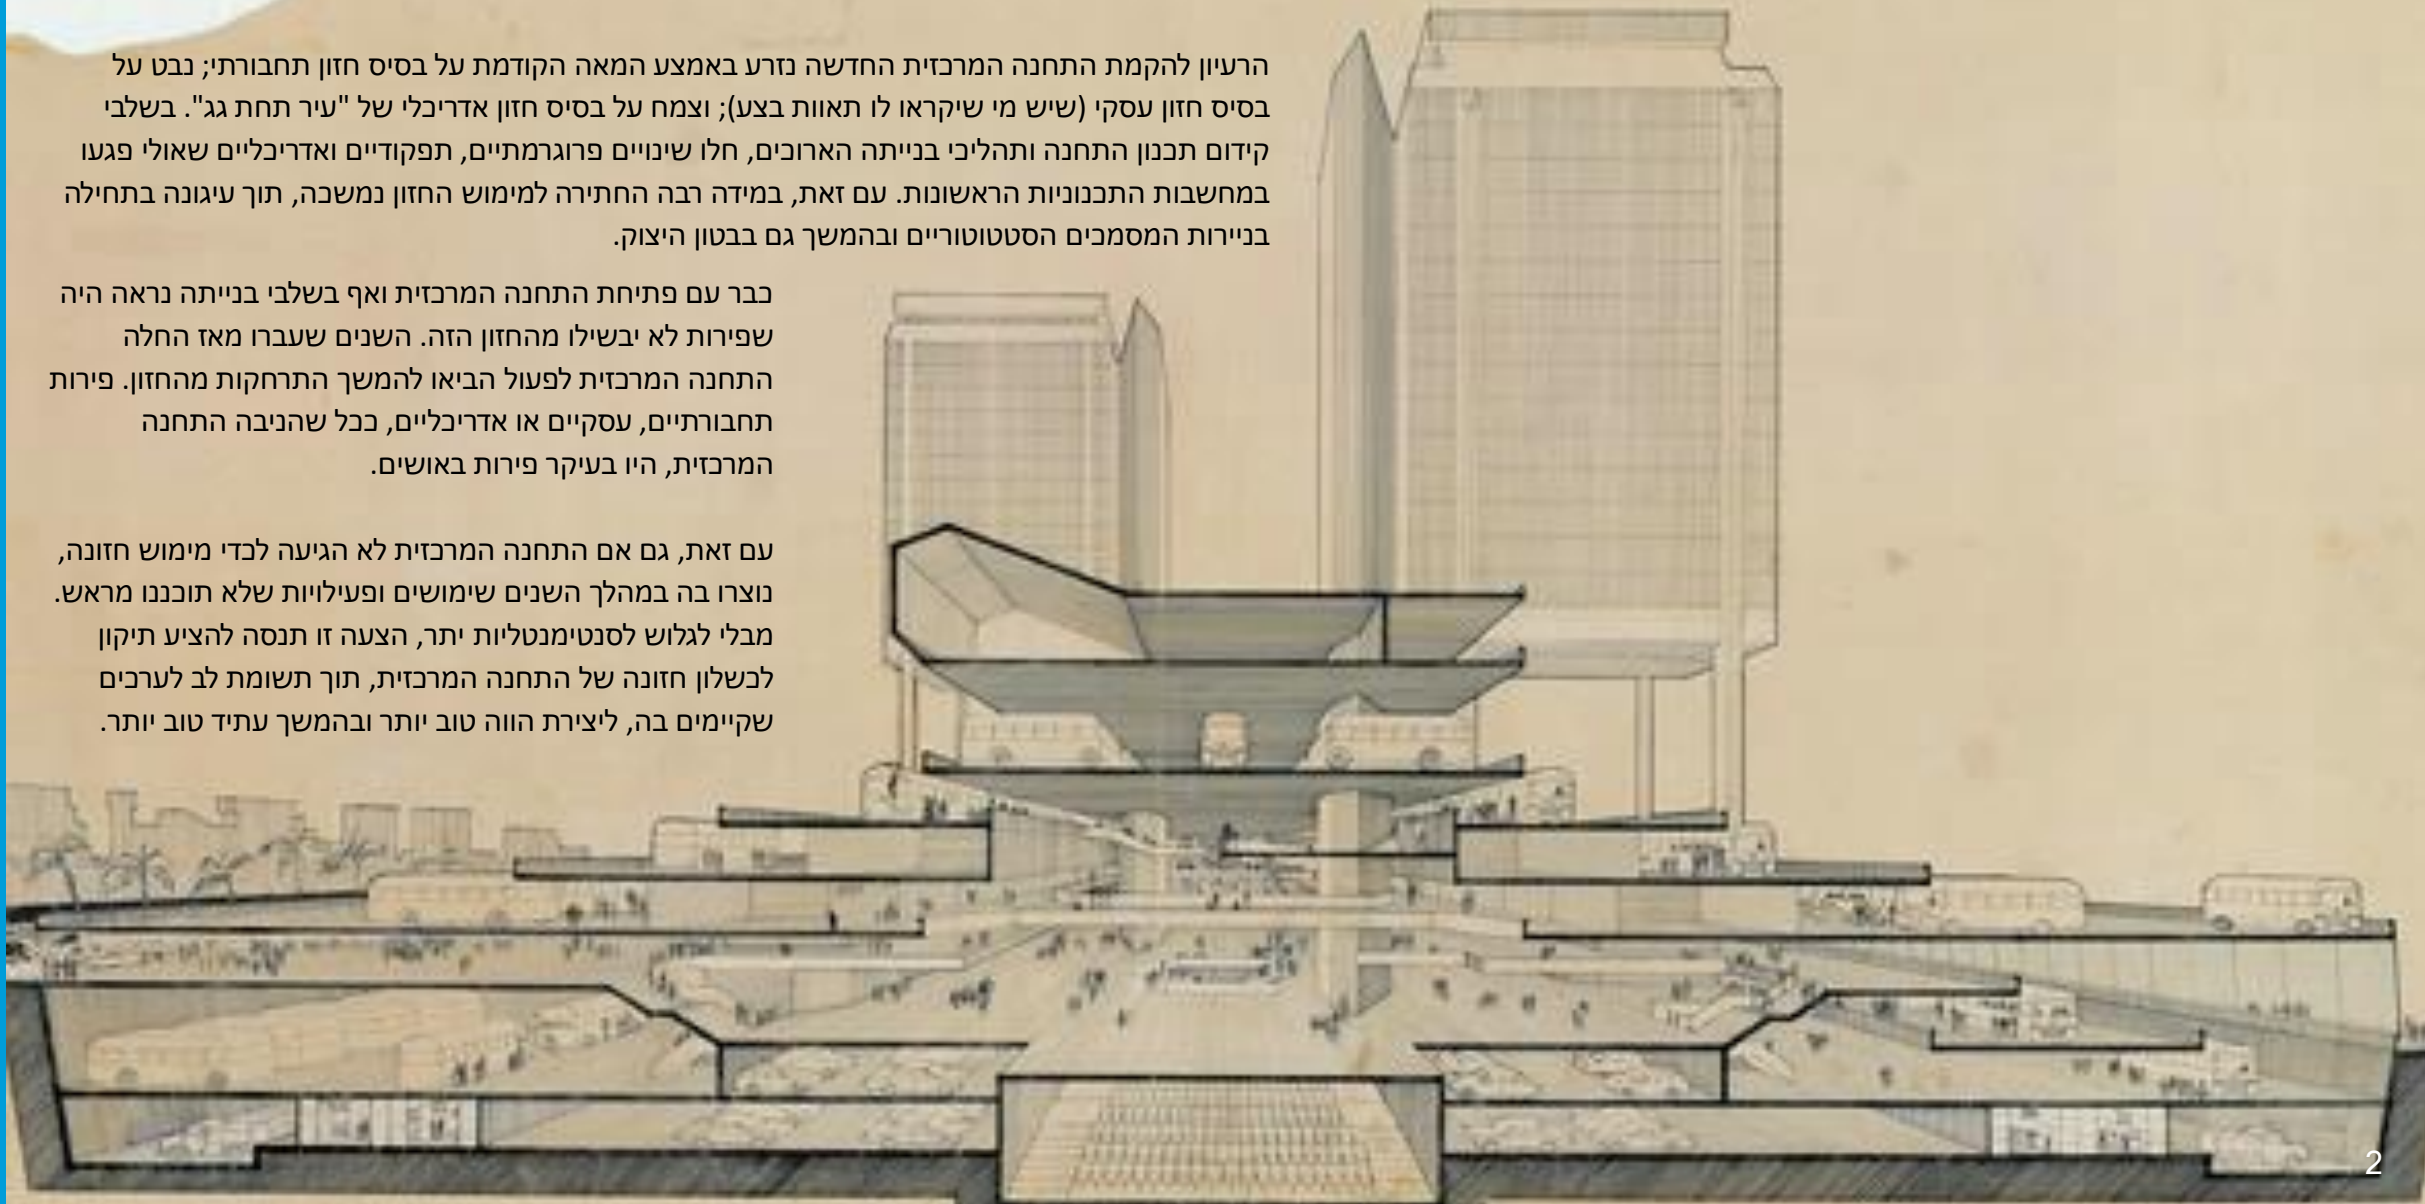 הרעיון להקמת התחנה המרכזית החדשה נזרע באמצע המאה הקודמת על בסיס חזון תחבורתי; נבט על
בסיס חזון עסקי (שיש מי שיקראו לו תאוות בצע); וצמח על בסיס חזון אדריכלי של "עיר תחת גג". בשלבי
קידום תכנון התחנה ותהליכי בנייתה הארוכים, חלו שינויים פרוגרמתיים, תפקודיים ואדריכליים שאולי פגעו
במחשבות התכנוניות הראשונות. עם זאת, במידה רבה החתירה למימוש החזון נמשכה, תוך עיגונה בתחילה
בניירות המסמכים הסטטוטוריים ובהמשך גם בבטון היצוק.
כבר עם פתיחת התחנה המרכזית ואף בשלבי בנייתה נראה היה
שפירות לא יבשילו מהחזון הזה. השנים שעברו מאז החלה
התחנה המרכזית לפעול הביאו להמשך התרחקות מהחזון. פירות
תחבורתיים, עסקיים או אדריכליים, ככל שהניבה התחנה
המרכזית, היו בעיקר פירות באושים.
עם זאת, גם אם התחנה המרכזית לא הגיעה לכדי מימוש חזונה,
נוצרו בה במהלך השנים שימושים ופעילויות שלא תוכננו מראש.
מבלי לגלוש לסנטימנטליות יתר, הצעה זו תנסה להציע תיקון
לכשלון חזונה של התחנה המרכזית, תוך תשומת לב לערכים
שקיימים בה, ליצירת הווה טוב יותר ובהמשך עתיד טוב יותר.
2